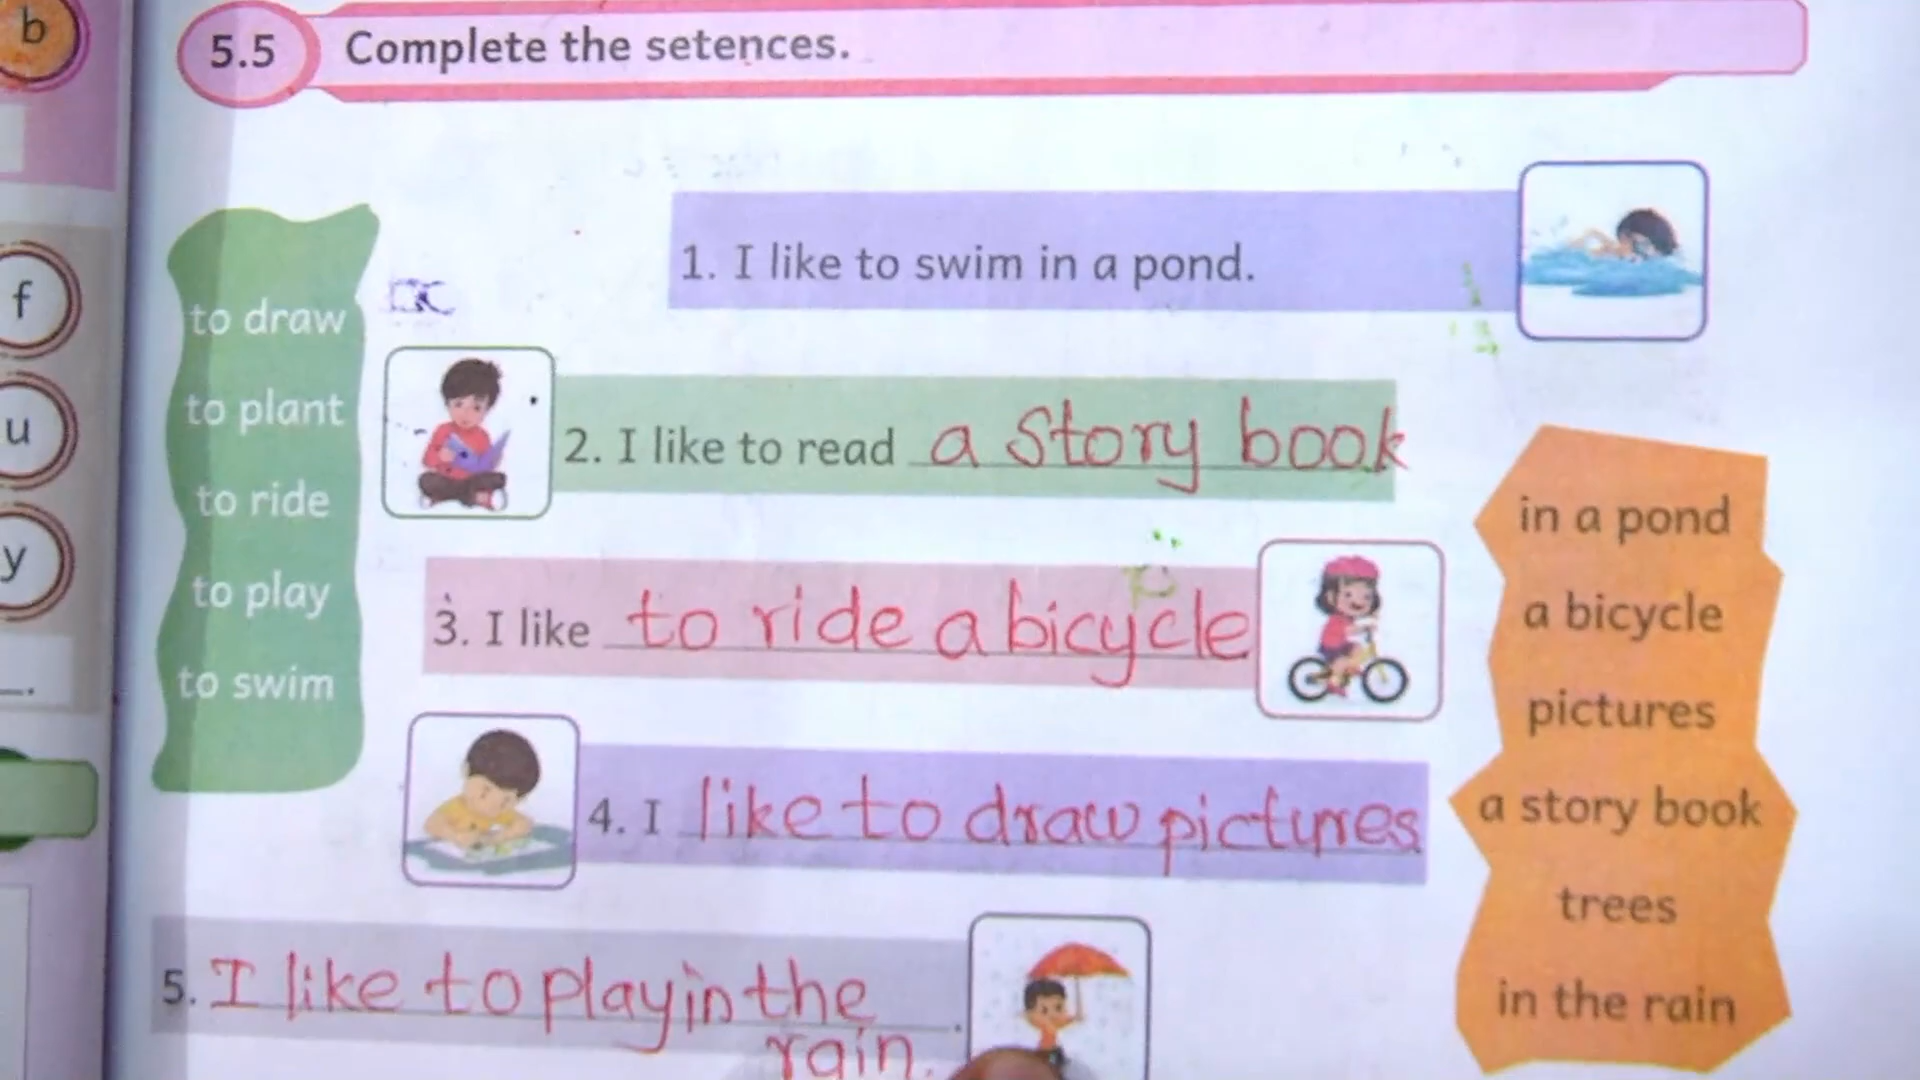 b
5.5 Complete the setences.
f
u
y
1. I like to swim in a pond.
to draw
to plant
to ride
to play
to swim
2. I like to read a story book
3. I like to ride a bicycle.
4. I like to draw pictures
5. I like to play in the
rain.
in a pond
a bicycle
pictures
a story book
trees
in the rain